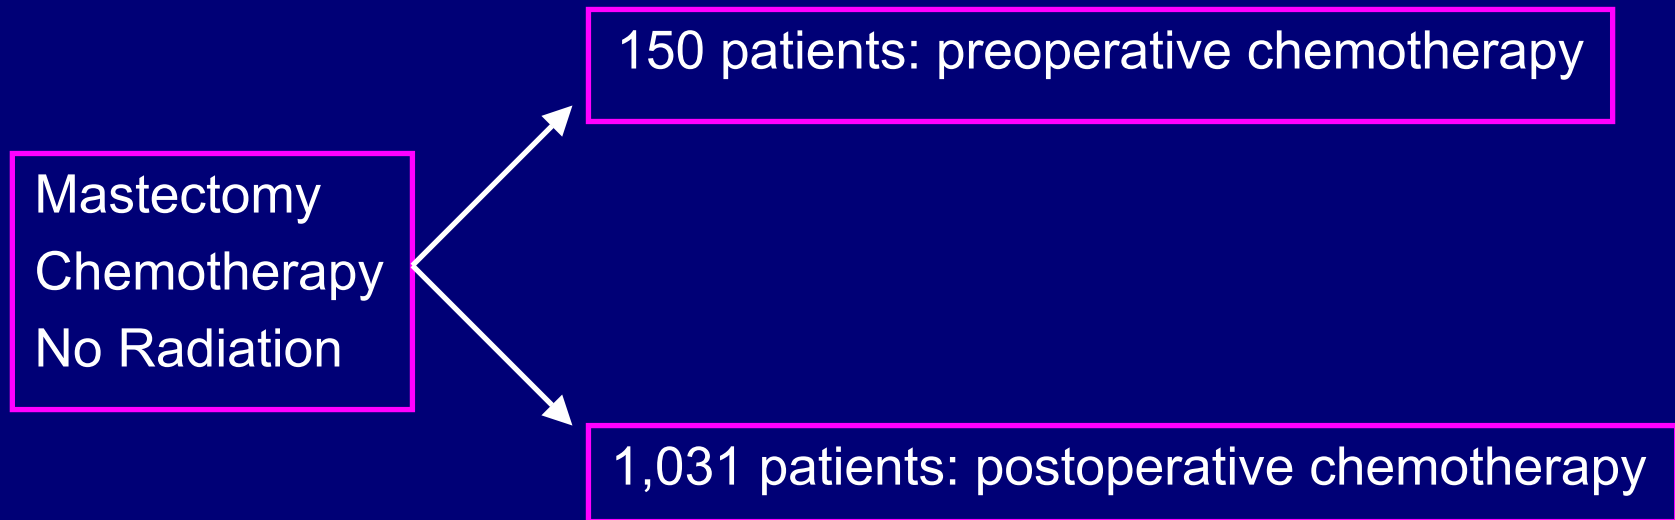 150 patients: preoperative chemotherapy
Mastectomy
Chemotherapy
No Radiation
1,031 patients: postoperative chemotherapy